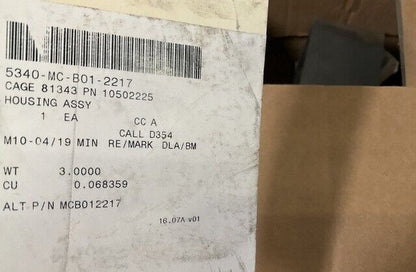 5340-MC-B01-2217
CAGE 81343 PN 10502225
HOUSING ASSY
1 EA CC A
CALL D354
M10-04/19 MIN RE/MARK DLA/BM
WT 3.0000
CU 0.068359
ALT P/N MCB012217
16.07A v01